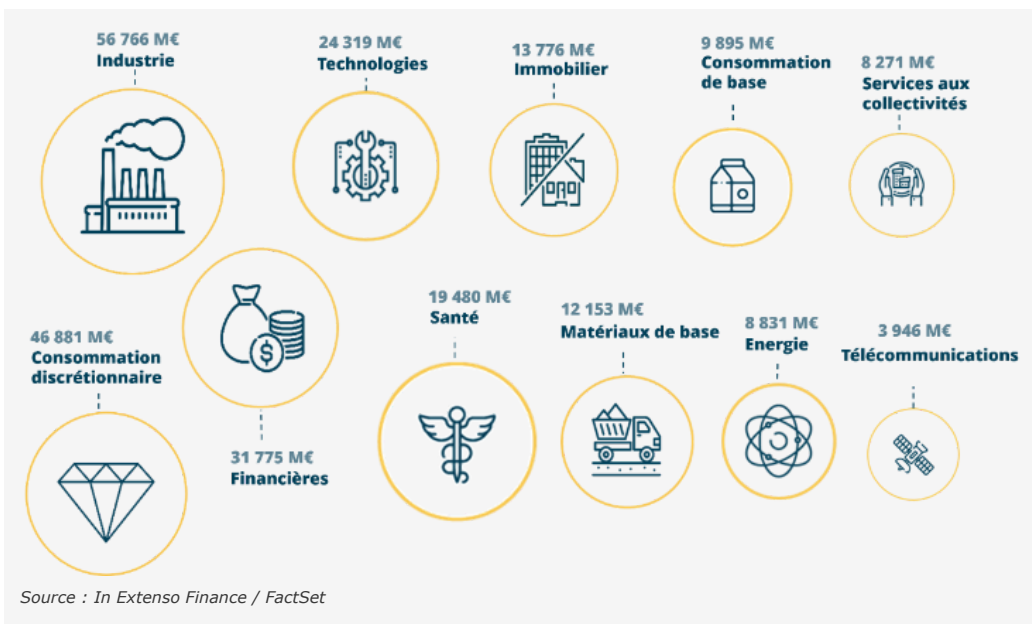 56 766 M€
Industrie
24 319 M€
Technologies
13 776 M€
Immobilier
9 895 M€
Consommation
de base
8 271 M€
Services aux
collectivités
46 881 M€
Consommation
discrétionnaire
31 775 M€
Financières
19 480 M€
Santé
12 153 M€
Matériaux de base
8 831 M€
Energie
3 946 M€
Télécommunications
$
Source : In Extenso Finance / FactSet